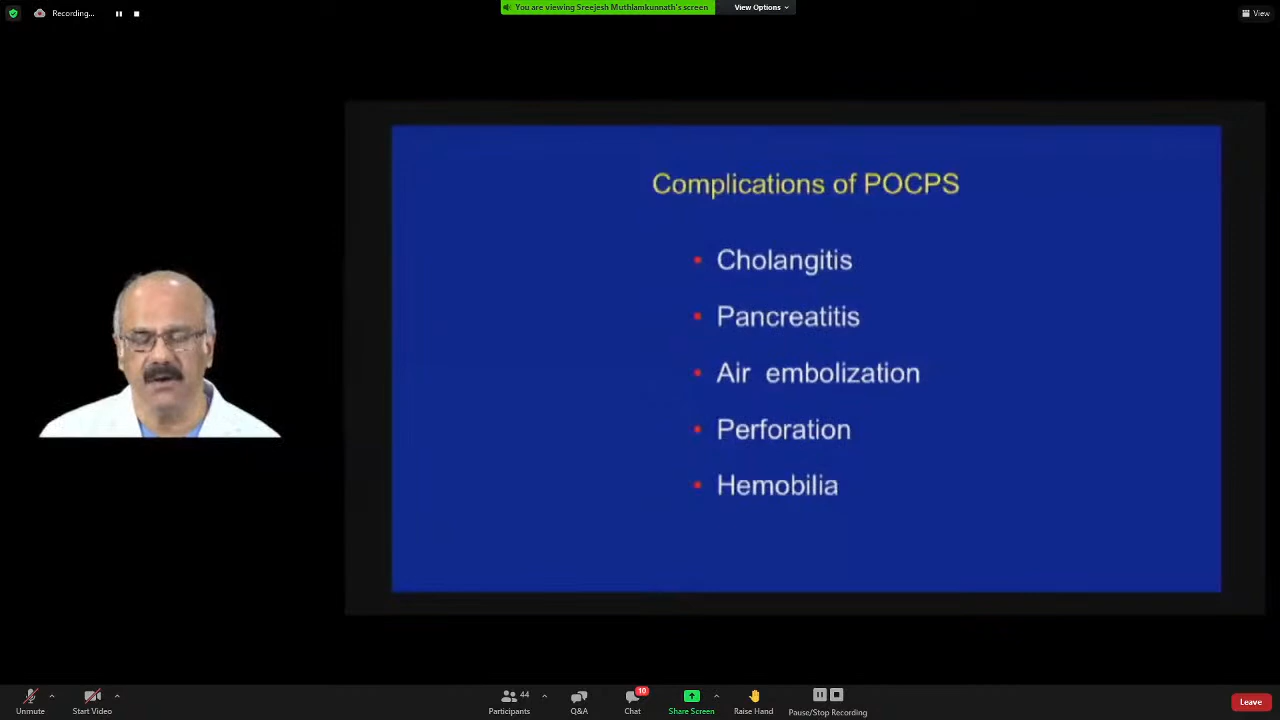 Recording...
You are viewing Sreejesh Muthlamkunnath's screen
View Options
View
Complications of POCPS
• Cholangitis
• Pancreatitis
• Air embolization
• Perforation
• Hemobilia
Unmute
Start Video
44
Participants
Q&A
10
Chat
Share Screen
Raise Hand
Pause/Stop Recording
Leave